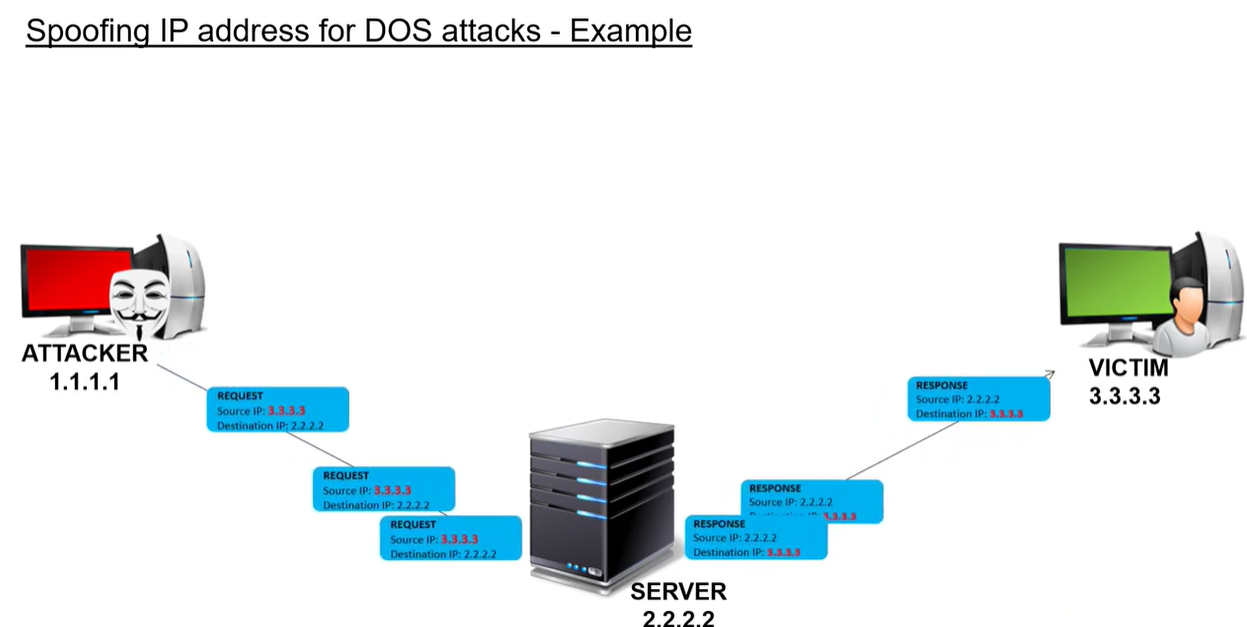 Spoofing IP address for DOS attacks - Example
ATTACKER
1.1.1.1
REQUEST
Source IP: 3.3.3.3
Destination IP: 2.2.2.2
REQUEST
Source IP: 3.3.3.3
Destination IP: 2.2.2.2
REQUEST
Source IP: 3.3.3.3
Destination IP: 2.2.2.2
SERVER
2.2.2.2
RESPONSE
Source IP: 2.2.2.2
Destination IP: 3.3.3.3
RESPONSE
Source IP: 2.2.2.2
3.3.3.3
RESPONSE
Source IP: 2.2.2.2
Destination IP: 3.3.3.3
VICTIM
3.3.3.3